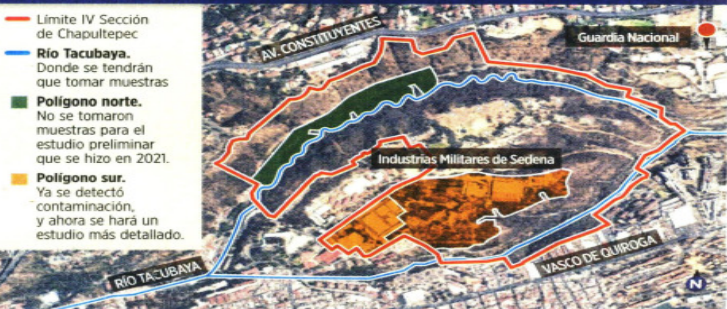 Límite IV Sección
de Chapultepec
Río Tacubaya.
Donde se tendrán
que tomar muestras
Polígono norte.
No se tomaron
muestras para el
estudio preliminar
que se hizo en 2021.
Polígono sur.
Ya se detectó
contaminación,
y ahora se hará un
estudio más detallado.
AV. CONSTITUYENTES
Guardia Nacional
Industrias Militares de Sedena
RÍO TACUBAYA
VASCO DE QUIROGA
N